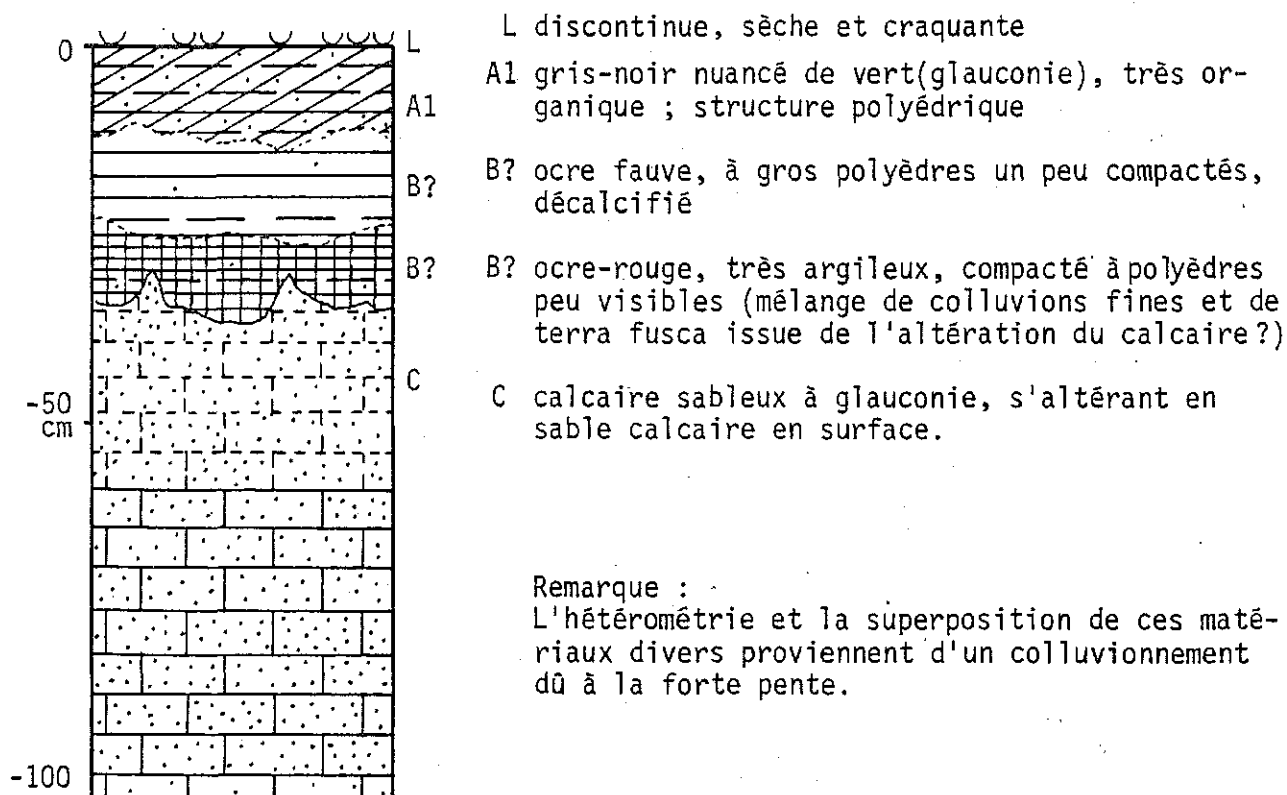 0
-50
cm
-100
L
A1
B?
B?
C
L discontinue, sèche et craquante
A1 gris-noir nuancé de vert(glauconie), très or-
ganique ; structure polyédrique
B? ocre fauve, à gros polyèdres un peu compactés,
décalcifié
B? ocre-rouge, très argileux, compacté à polyèdres
peu visibles (mélange de colluvions fines et de
terra fusca issue de l'altération du calcaire ?)
C calcaire sableux à glauconie, s'altérant en
sable calcaire en surface.
Remarque :
L'hétérométrie et la superposition de ces maté-
riaux divers proviennent d'un colluvionnement
dû à la forte pente.